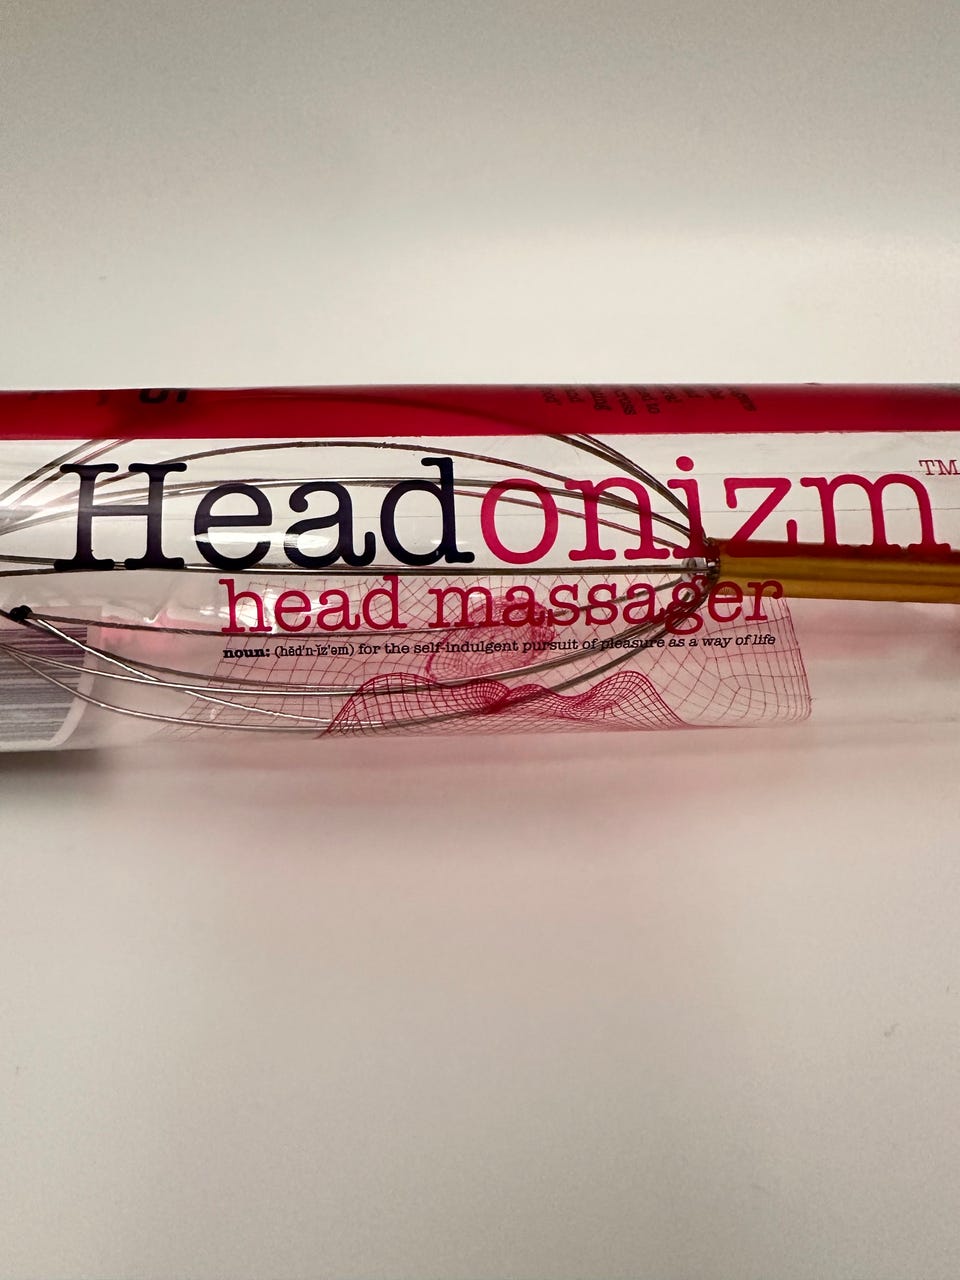 Headonizm™
head massager
noun: (hĕd'n-ĭz'əm) for the self-indulgent pursuit of pleasure as a way of life